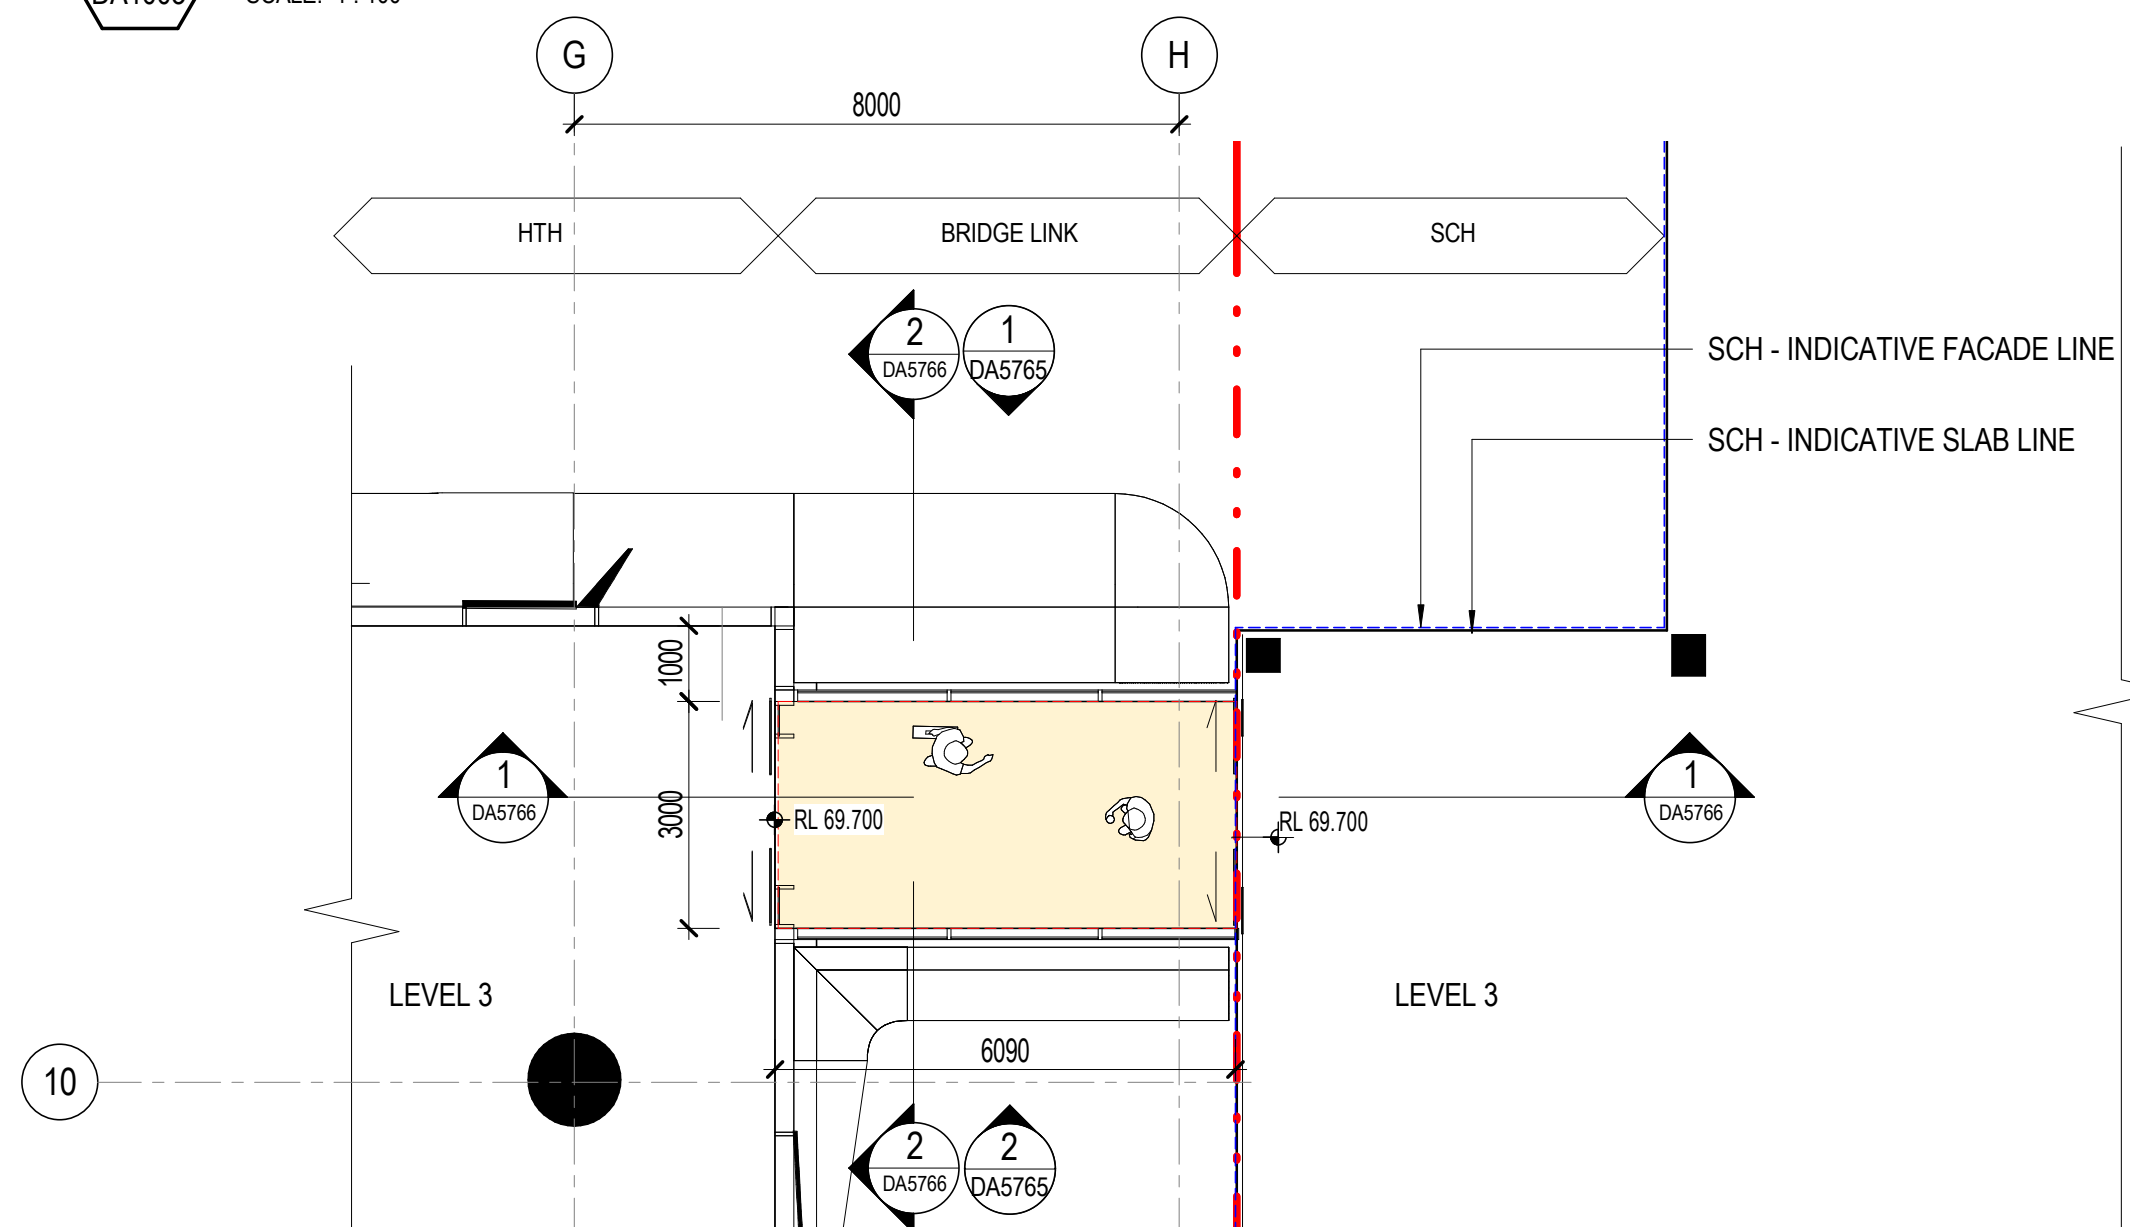 G
H
8000
HTH
BRIDGE LINK
SCH
2
DA5766
1
DA5765
SCH - INDICATIVE FACADE LINE
SCH - INDICATIVE SLAB LINE
1000
3000
1
DA5766
RL 69.700
RL 69.700
1
DA5766
LEVEL 3
LEVEL 3
6090
10
2
DA5766
2
DA5765